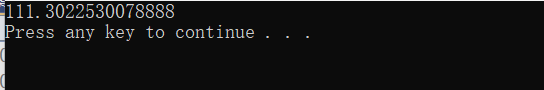 111.3022530078888
Press any key to continue . . .